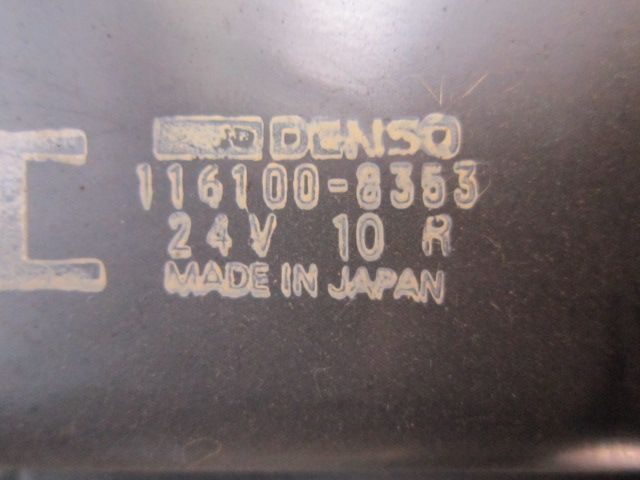 DENSO
116100-8353
24V 10 R
MADE IN JAPAN